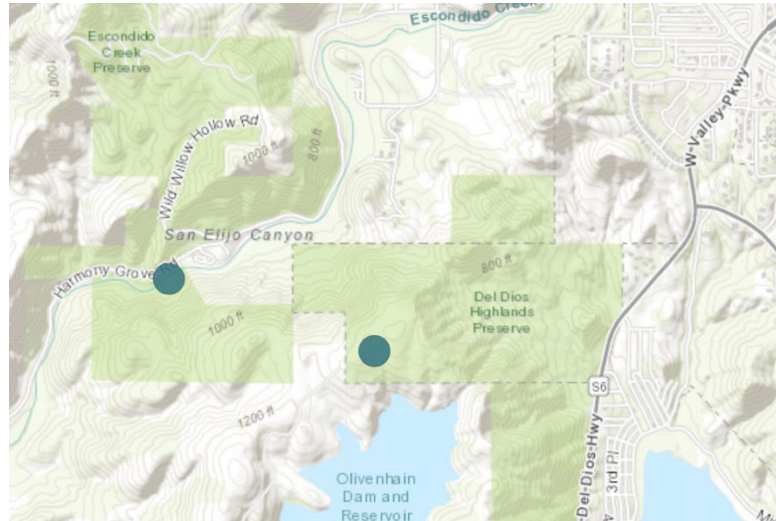 Escondido Creek
Escondido
Creek
Preserve
1000 ft
W-Valley-Pkwy
Wild Willow Hollow Rd
1000 ft
800 ft
San Elijo Canyon
Harmony Grove Rd
800 ft
Del Dios
Highlands
Preserve
1000 ft
S6
1200 ft
-Del-Dios-Hwy
3rd Pl
Olivenhain
Dam and
Reservoir